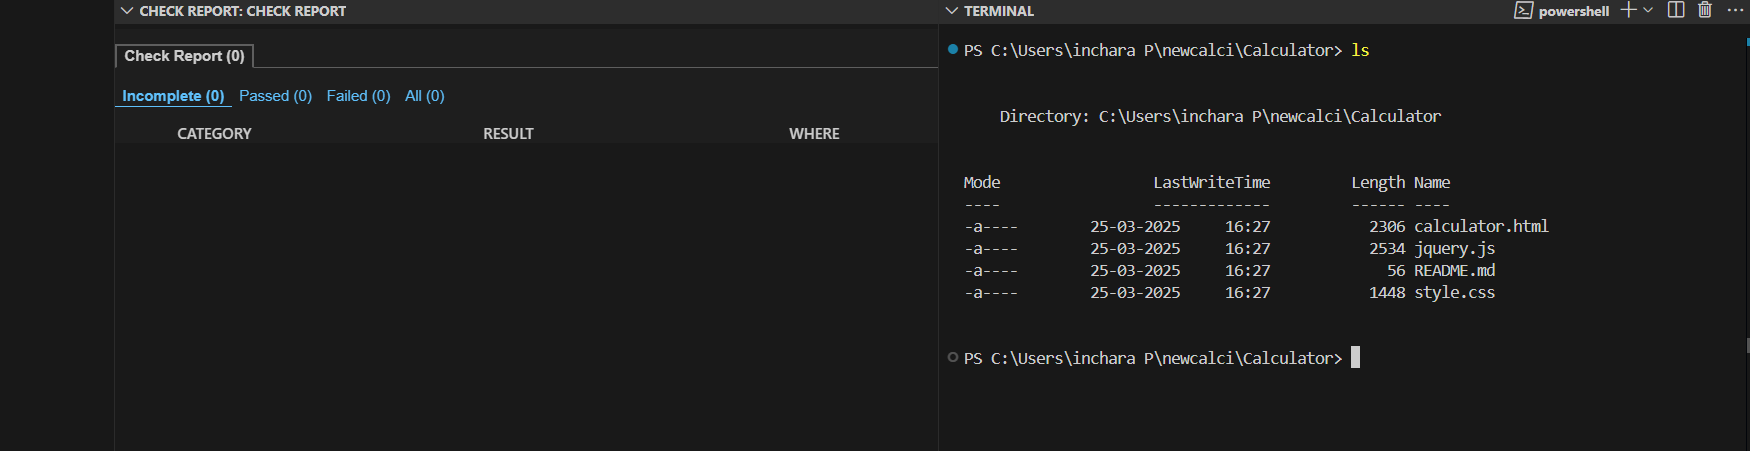 CHECK REPORT: CHECK REPORT
Check Report (0)
Incomplete (0) Passed (0) Failed (0) All (0)
CATEGORY RESULT WHERE
TERMINAL
powershell
PS C:\Users\inchara P\newcalci\Calculator> ls
Directory: C:\Users\inchara P\newcalci\Calculator
Mode LastWriteTime Length Name
---- ------------- ------ ----
-a---- 25-03-2025 16:27 2306 calculator.html
-a---- 25-03-2025 16:27 2534 jquery.js
-a---- 25-03-2025 16:27 56 README.md
-a---- 25-03-2025 16:27 1448 style.css
PS C:\Users\inchara P\newcalci\Calculator>